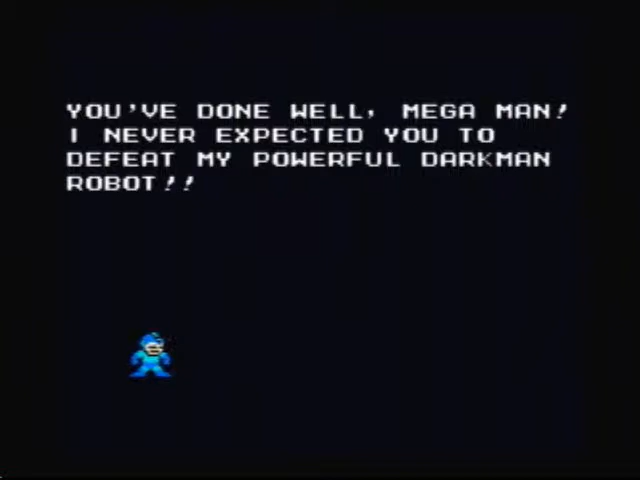 YOU'VE DONE WELL, MEGA MAN!
I NEVER EXPECTED YOU TO
DEFEAT MY POWERFUL DARKMAN
ROBOT!!